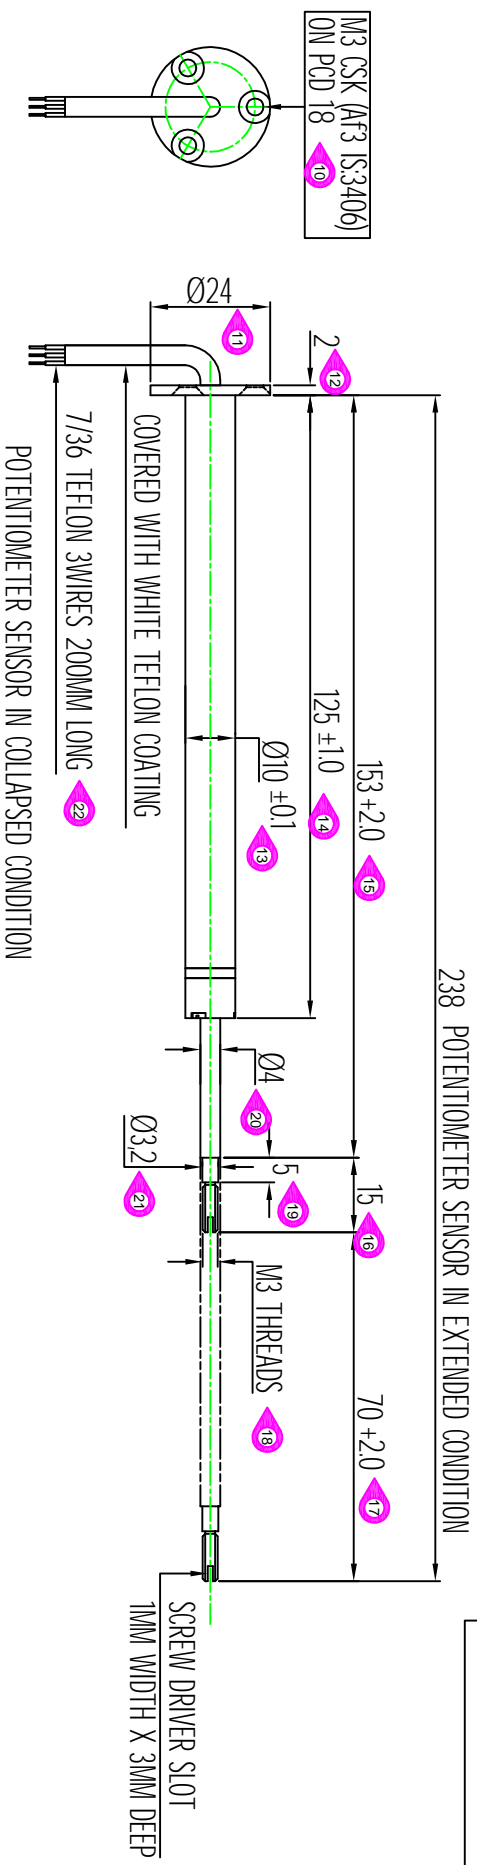 M3 CSK (Af3 IS:3406)
ON PCD 18
10
Ø24
11
2
12
238 POTENTIOMETER SENSOR IN EXTENDED CONDITION
153 +2.0
15
15
16
70 +2.0
17
125 ±1.0
14
Ø10 ±0.1
13
Ø4
20
5
19
Ø3,2
21
M3 THREADS
18
COVERED WITH WHITE TEFLON COATING
7/36 TEFLON 3WIRES 200MM LONG
22
SCREW DRIVER SLOT
1MM WIDTH X 3MM DEEP
POTENTIOMETER SENSOR IN COLLAPSED CONDITION